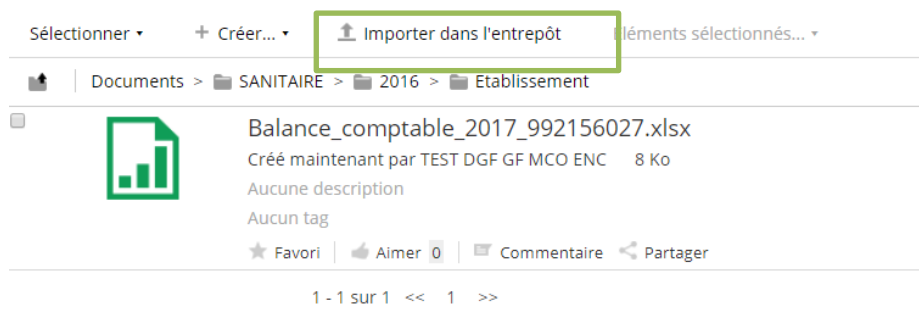 Sélectionner ▾ + Créer... ▾ Importer dans l'entrepôt Eléments sélectionnés... ▾
Documents > SANITAIRE > 2016 > Etablissement
Balance_comptable_2017_992156027.xlsx
Créé maintenant par TEST DGF GF MCO ENC 8 Ko
Aucune description
Aucun tag
Favori Aimer 0 Commentaire Partager
1 - 1 sur 1 << 1 >>